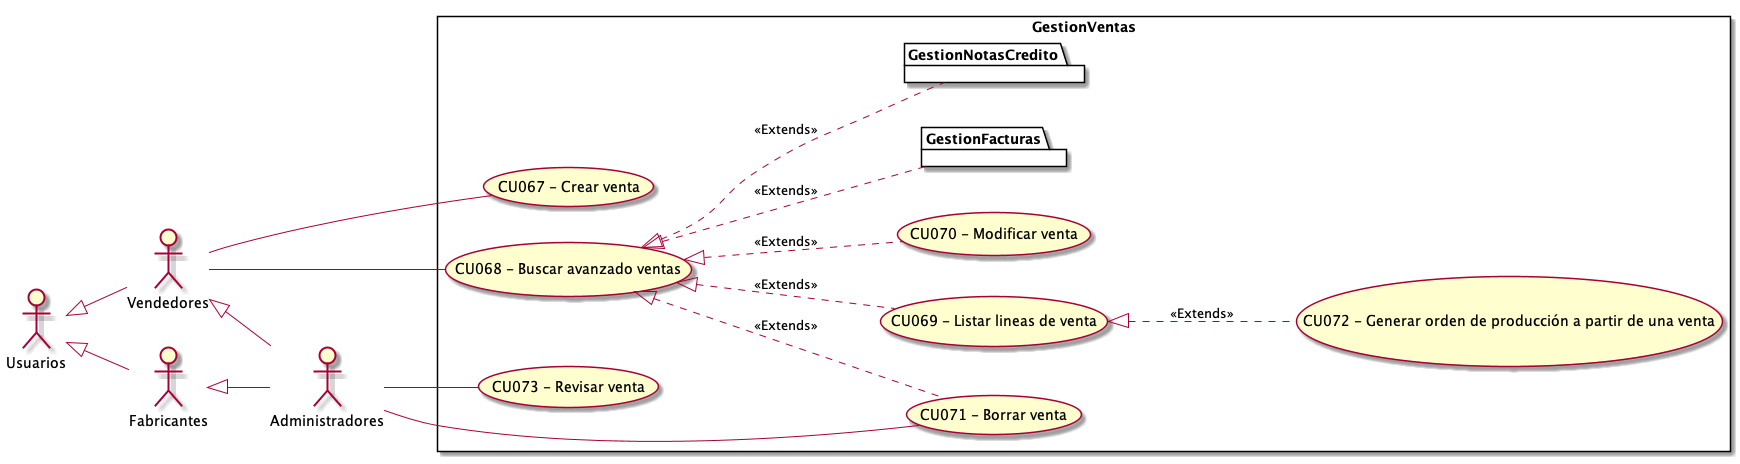 GestionVentas
GestionNotasCredito
«Extends»
GestionFacturas
«Extends»
CU067 – Crear venta
CU070 – Modificar venta
«Extends»
CU068 – Buscar avanzado ventas
«Extends»
Vendedores
CU069 – Listar lineas de venta
«Extends»
CU072 – Generar orden de producción a partir de una venta
«Extends»
Usuarios
CU073 – Revisar venta
Fabricantes
Administradores
CU071 – Borrar venta